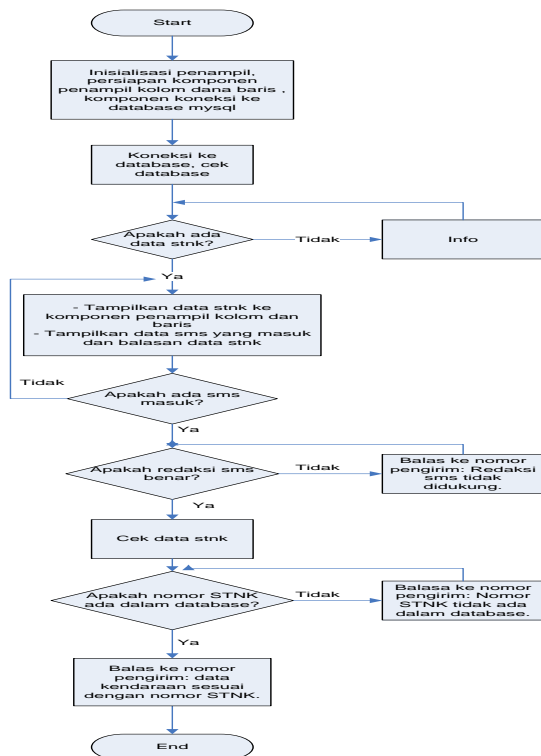 Start
Inisialisasi penampil,
persiapan komponen
penampil kolom dana baris ,
komponen koneksi ke
database mysql
Koneksi ke
database, cek
database
Apakah ada
data stnk?
Tidak
Info
Ya
- Tampilkan data stnk ke
komponen penampil kolom dan
baris
- Tampilkan data sms yang masuk
dan balasan data stnk
Tidak
Apakah ada sms
masuk?
Ya
Apakah redaksi sms
benar?
Tidak
Balas ke nomor
pengirim: Redaksi
sms tidak
didukung.
Ya
Cek data stnk
Apakah nomor STNK
ada dalam database?
Tidak
Balasa ke nomor
pengirim: Nomor
STNK tidak ada
dalam database.
Ya
Balas ke nomor
pengirim: data
kendaraan sesuai
dengan nomor STNK.
End